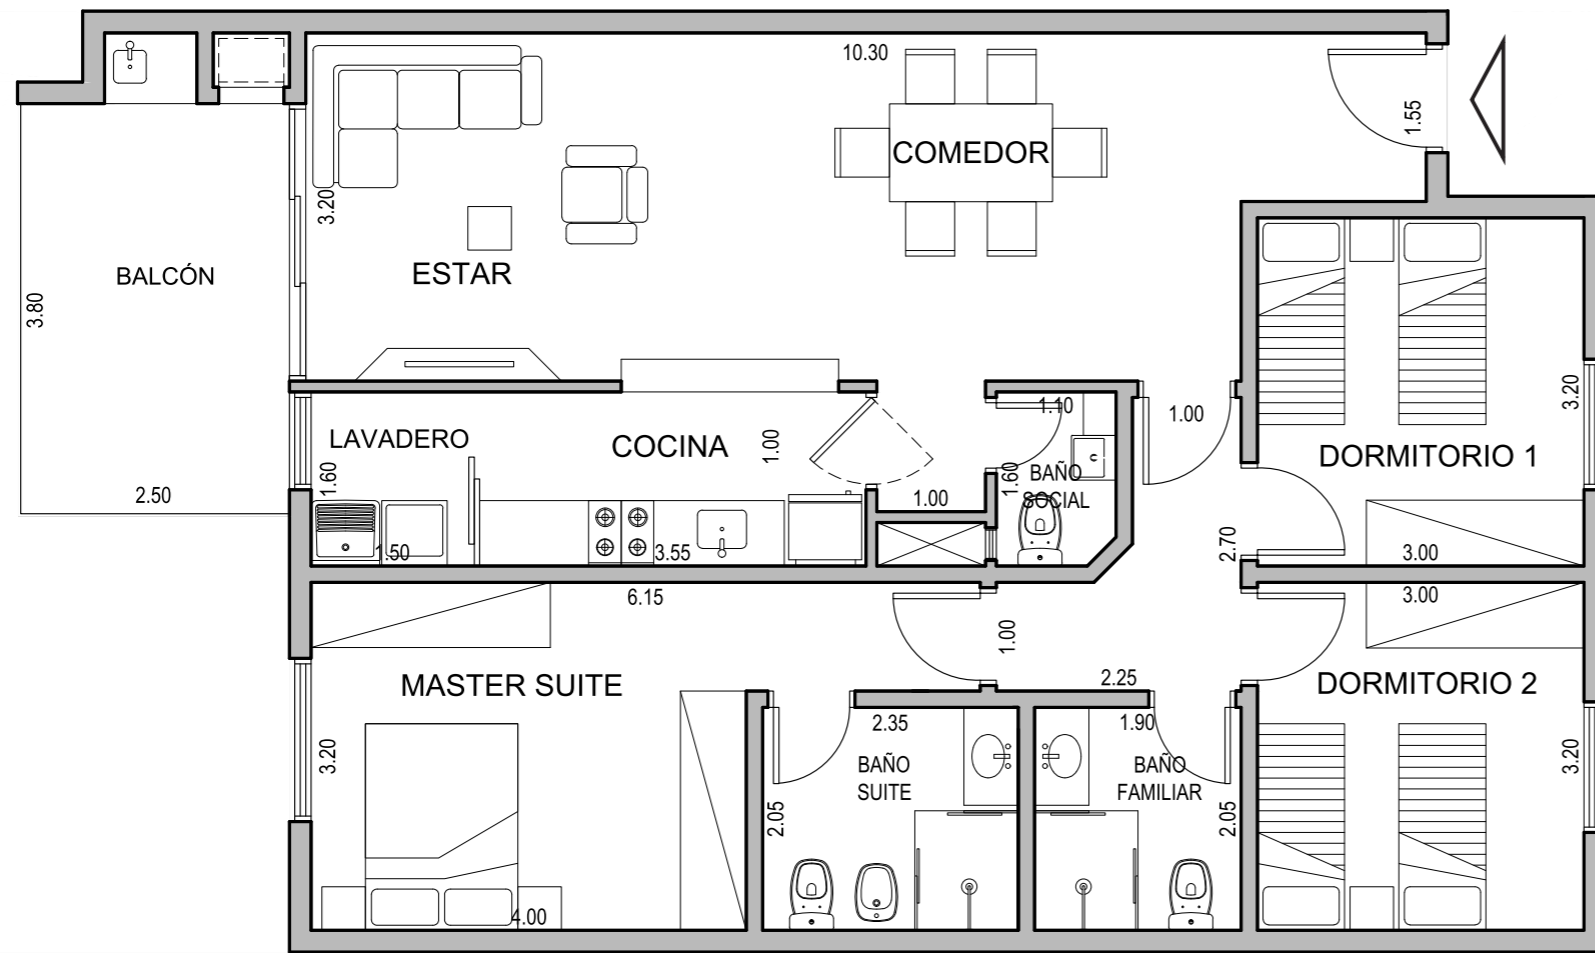 10.30
1.55
COMEDOR
3.20
BALCÓN
ESTAR
3.80
3.20
1.10
1.00
LAVADERO
COCINA
1.00
DORMITORIO 1
1.60
1.60
BAÑO
SOCIAL
2.50
1.00
1.50
3.55
2.70
3.00
6.15
3.00
1.00
MASTER SUITE
2.25
DORMITORIO 2
2.35
1.90
3.20
3.20
BAÑO
SUITE
BAÑO
FAMILIAR
2.05
2.05
4.00